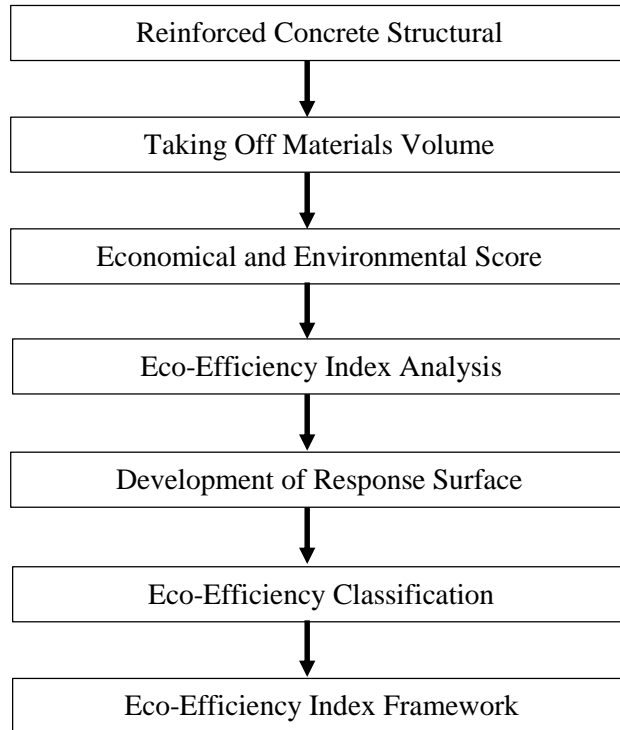 Reinforced Concrete Structural
Taking Off Materials Volume
Economical and Environmental Score
Eco-Efficiency Index Analysis
Development of Response Surface
Eco-Efficiency Classification
Eco-Efficiency Index Framework